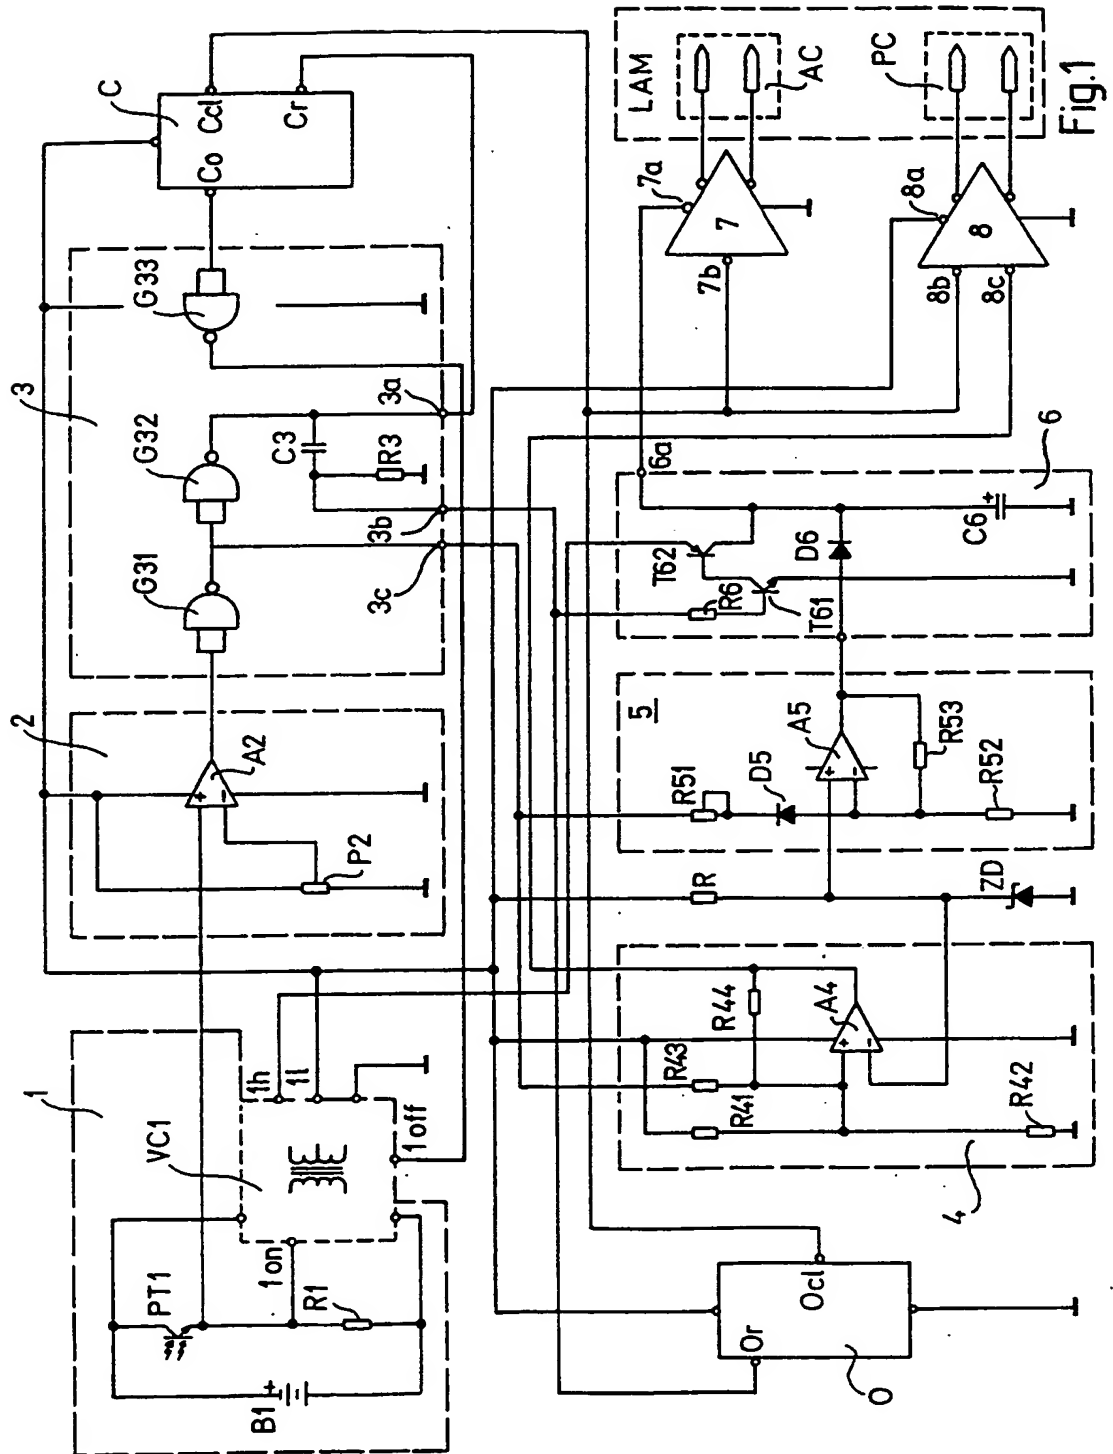 1
PT1
B1
R1
VC1
1on
1off
1h
1l
2
A2
+
-
P2
3
G31
G32
G33
C3
R3
3a
3b
3c
C
Co
Ccl
Cr
O
Or
Ocl
4
R41
R42
R43
R44
A4
+
-
R
ZD
5
R51
D5
A5
+
-
R53
R52
6
T62
R6
T61
D6
C6
+
6a
7
7a
7b
8
8a
8b
8c
LAM
AC
PC
Fig.1